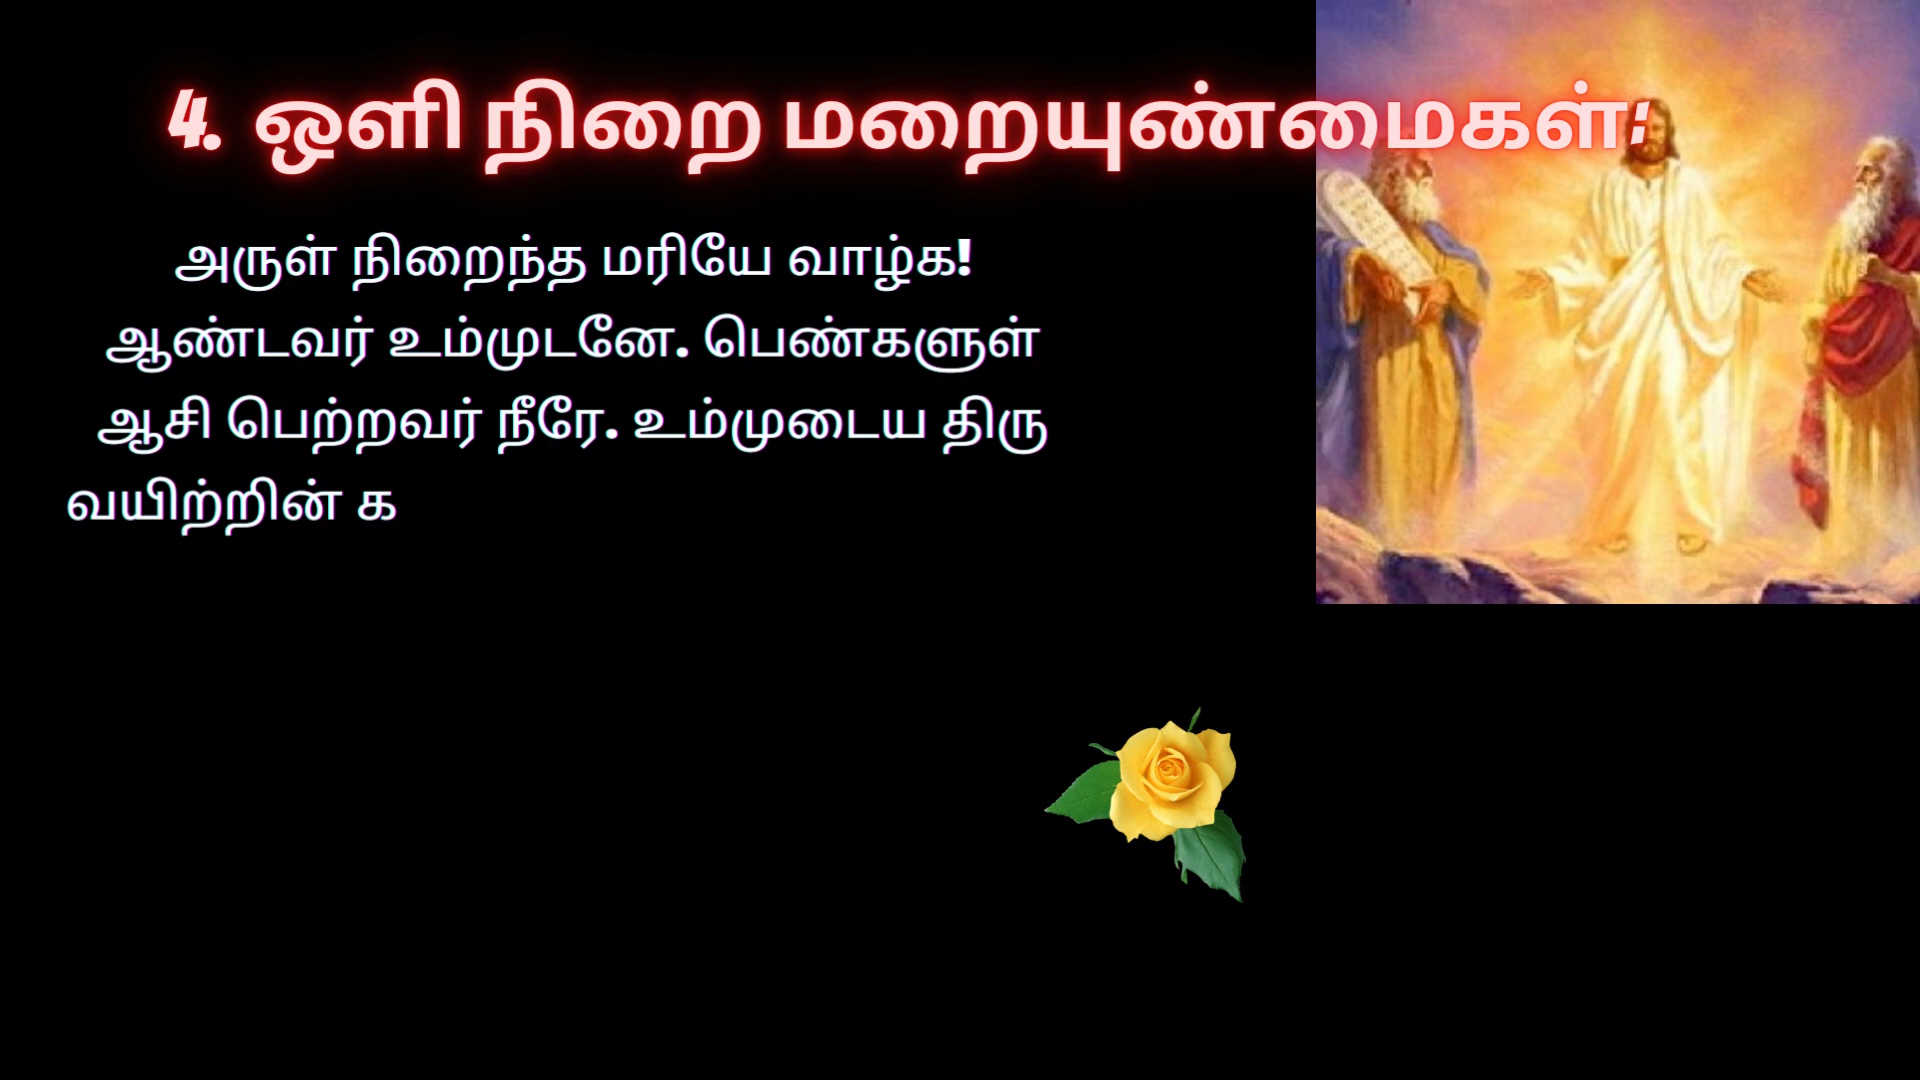 4. ஒளி நிறை மறையுண்மைகள்:
அருள் நிறைந்த மரியே வாழ்க!
ஆண்டவர் உம்முடனே. பெண்களுள்
ஆசி பெற்றவர் நீரே. உம்முடைய திரு
வயிற்றின் க